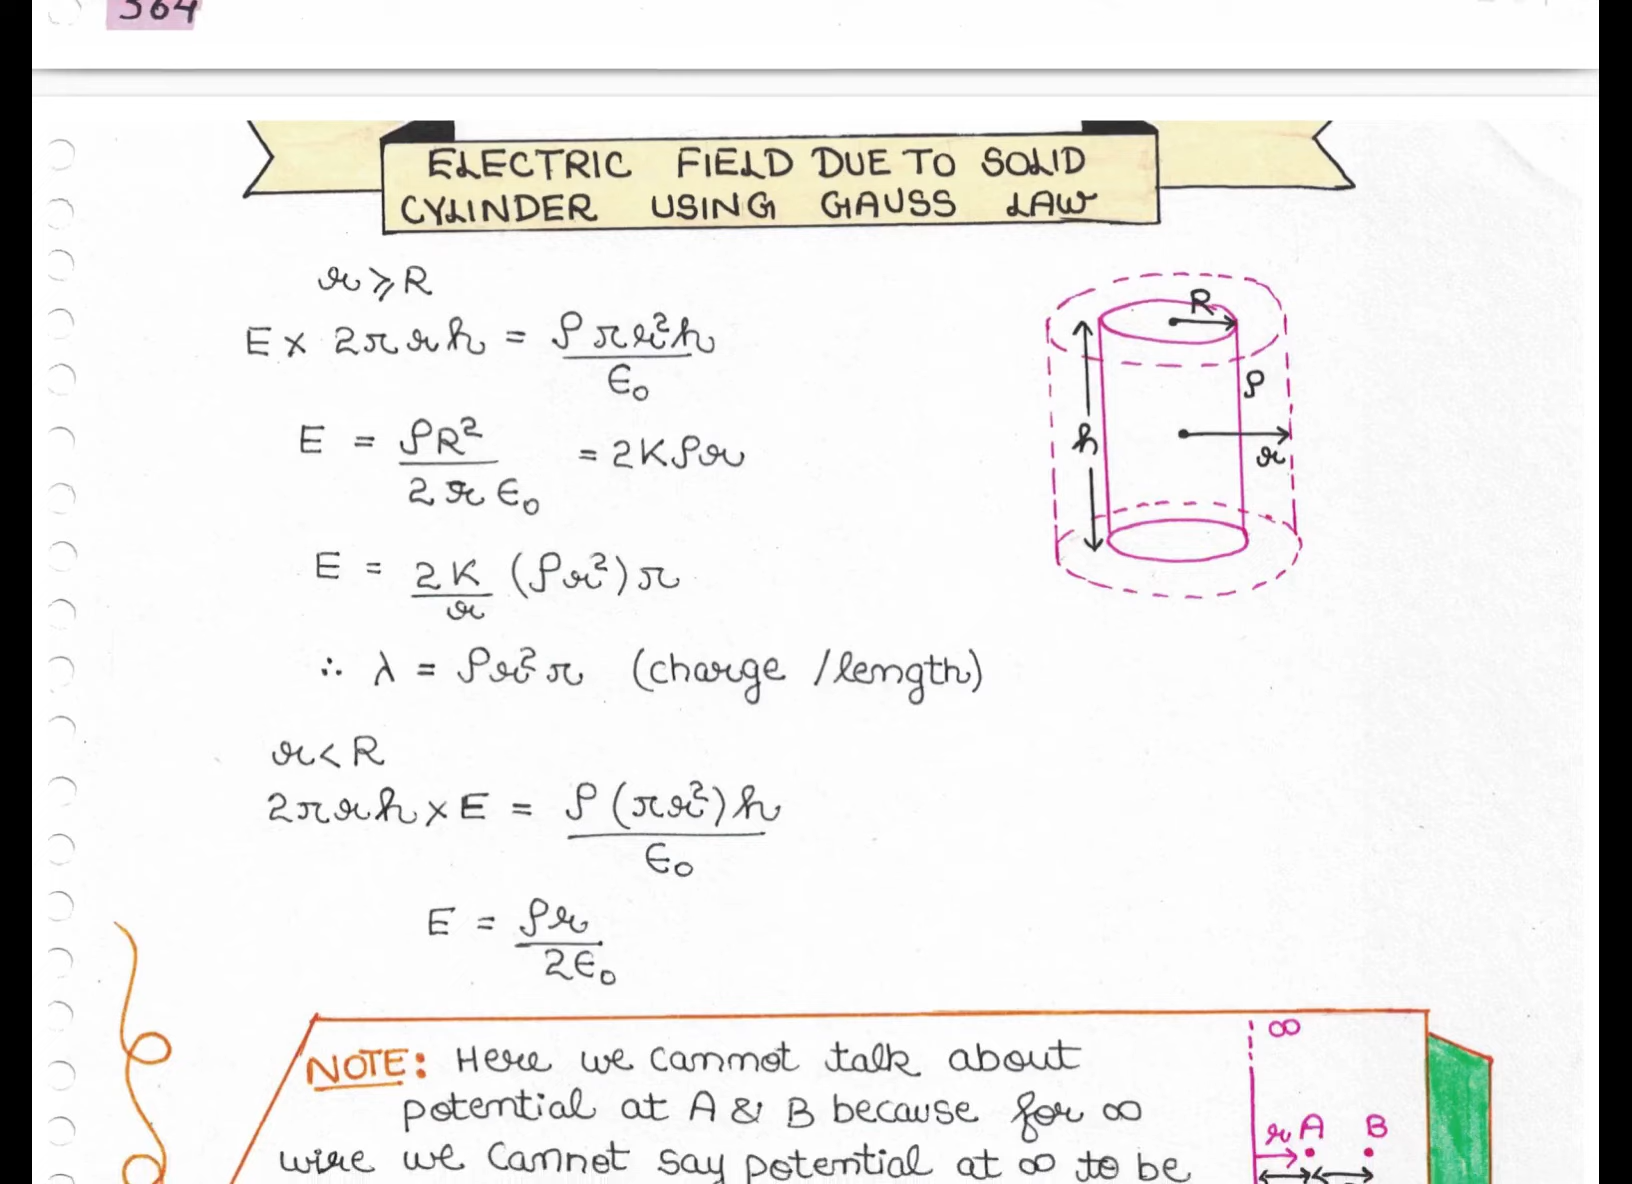 364
ELECTRIC FIELD DUE TO SOLID
CYLINDER USING GAUSS LAW
r ⩾ R
E × 2πrh = ρπr²h / ε₀
E = ρR² / 2rε₀ = 2Kρr
E = 2K/r (ρr²)π
∴ λ = ρr²π (charge /length)
r < R
2πrh × E = ρ(πr²)h / ε₀
E = ρr / 2ε₀
R
ρ
h
r
NOTE: Here we cannot talk about
potential at A & B because for ∞
wire we cannot say potential at ∞ to be
∞
r A B